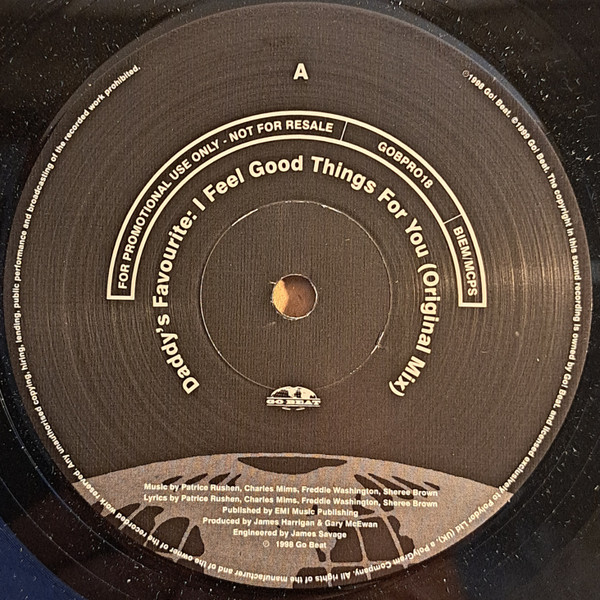 A
FOR PROMOTIONAL USE ONLY - NOT FOR RESALE
GOBPRO18
BIEM/MCPS
Daddy's Favourite: I Feel Good Things For You (Original Mix)
GO BEAT
Music by Patrice Rushen, Charles Mims, Freddie Washington, Sheree Brown
Lyrics by Patrice Rushen, Charles Mims, Freddie Washington, Sheree Brown
Published by EMI Music Publishing
Produced by James Harrigan & Gary McEwan
Engineered by James Savage
℗ 1998 Go Beat
℗1998 Go! Beat. ©1999 Go! Beat. The copyright in this sound recording is owned by Go! Beat and licensed exclusively to Polydor Ltd (UK), a PolyGram Company. All rights of the manufacturer and of the owner of the recorded work reserved. Any unauthorised copying, hiring, lending, public performance and broadcasting of the recorded work prohibited.